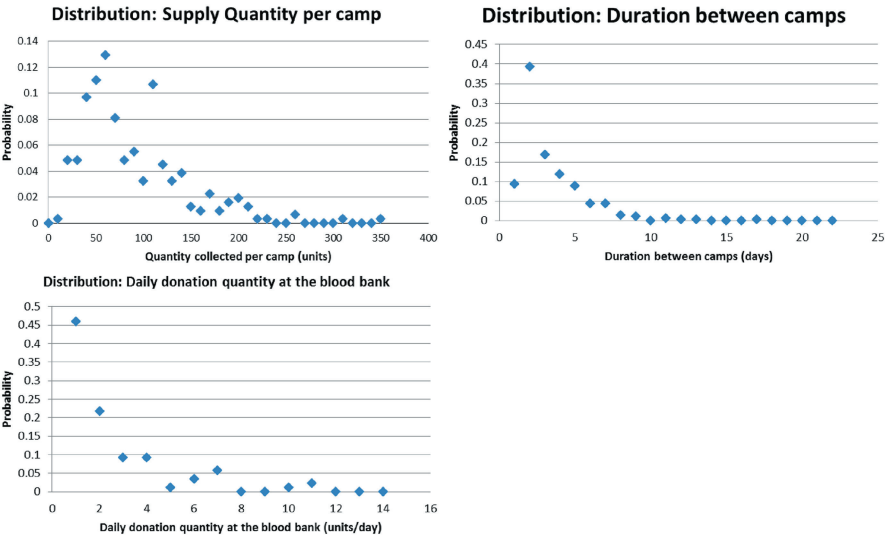 Distribution: Supply Quantity per camp
0.14
0.12
0.1
0.08
0.06
0.04
0.02
0
Probability
0 50 100 150 200 250 300 350 400
Quantity collected per camp (units)
Distribution: Duration between camps
0.45
0.4
0.35
0.3
0.25
0.2
0.15
0.1
0.05
0
Probability
0 5 10 15 20 25
Duration between camps (days)
Distribution: Daily donation quantity at the blood bank
0.5
0.45
0.4
0.35
0.3
0.25
0.2
0.15
0.1
0.05
0
Probability
0 2 4 6 8 10 12 14 16
Daily donation quantity at the blood bank (units/day)